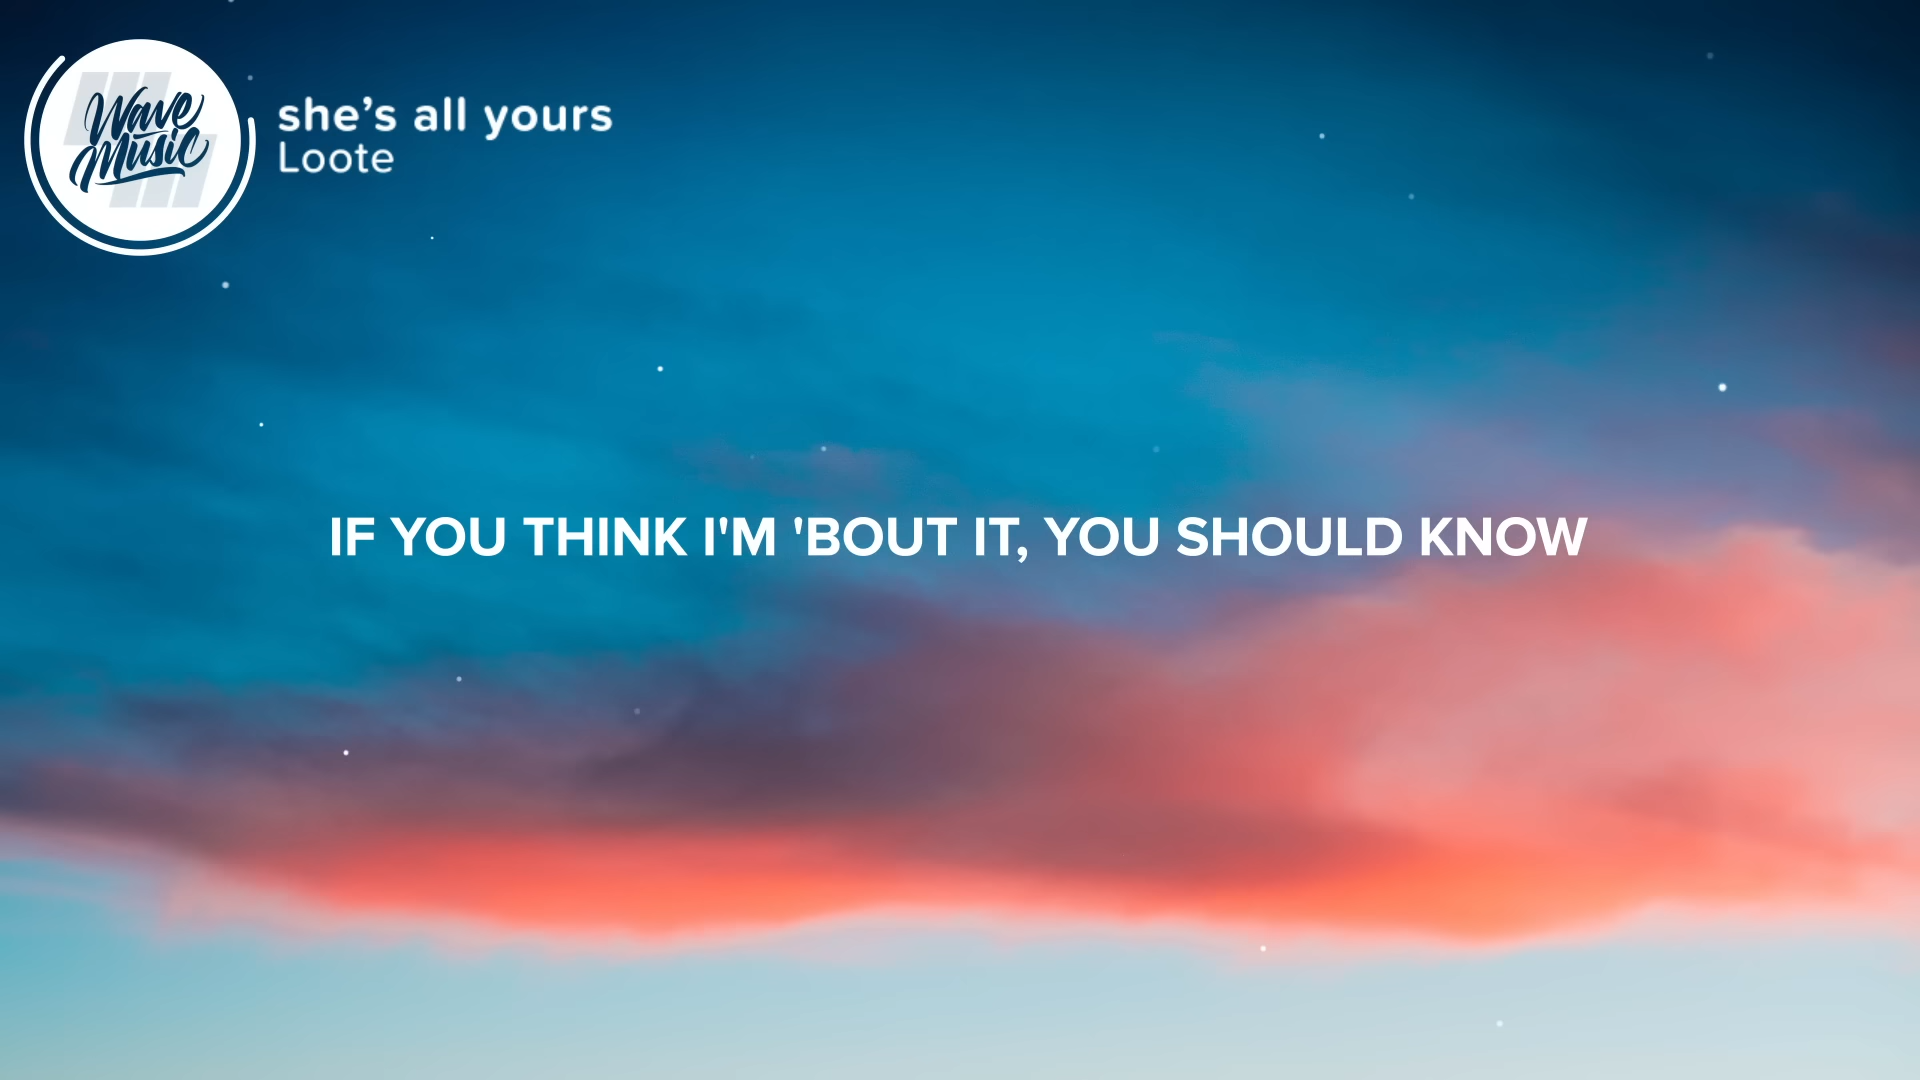 Wave
Music
she's all yours
Loote
IF YOU THINK I'M 'BOUT IT, YOU SHOULD KNOW